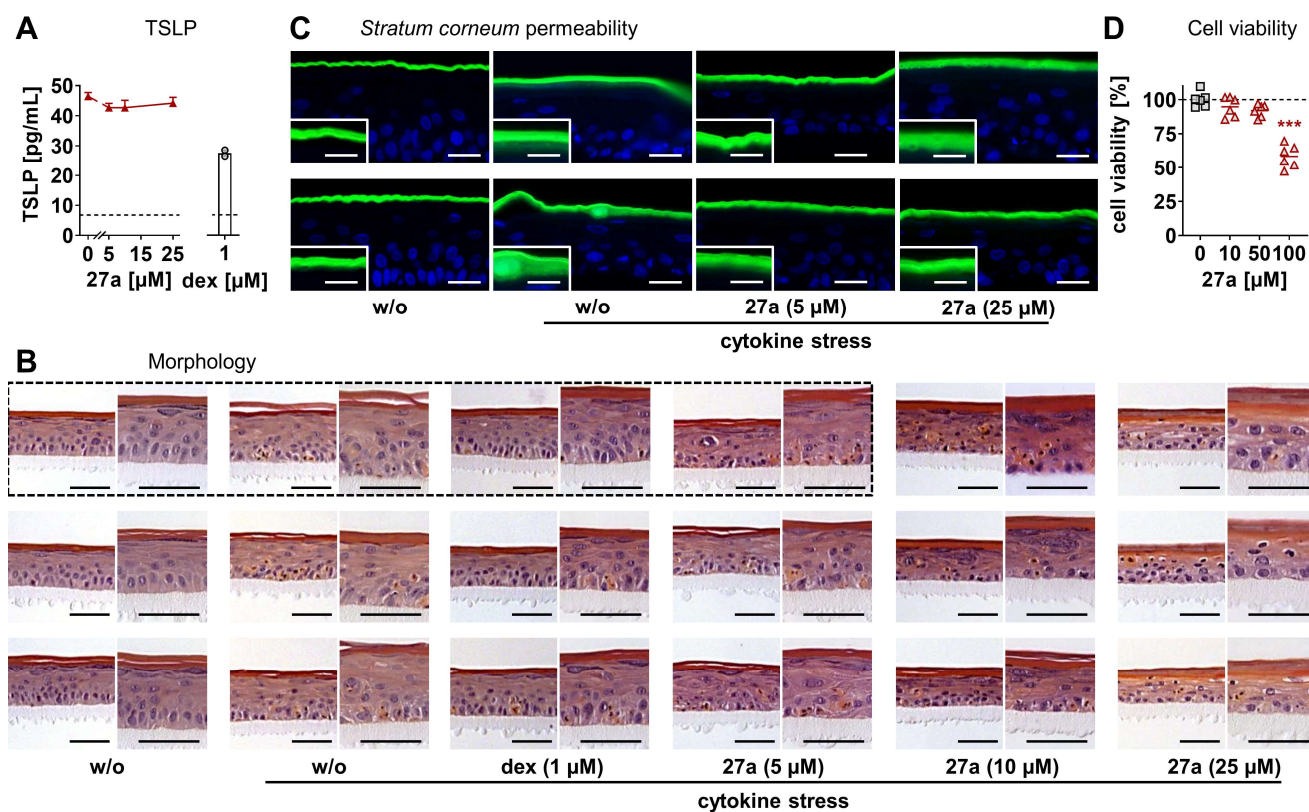 A TSLP
TSLP [pg/mL]
50
40
30
20
10
0
0 5 15 25 1
27a [µM] dex [µM]
C Stratum corneum permeability
w/o w/o 27a (5 µM) 27a (25 µM)
cytokine stress
D Cell viability
cell viability [%]
100
75
50
25
0
***
0 10 50 100
27a [µM]
B Morphology
w/o w/o dex (1 µM) 27a (5 µM) 27a (10 µM) 27a (25 µM)
cytokine stress